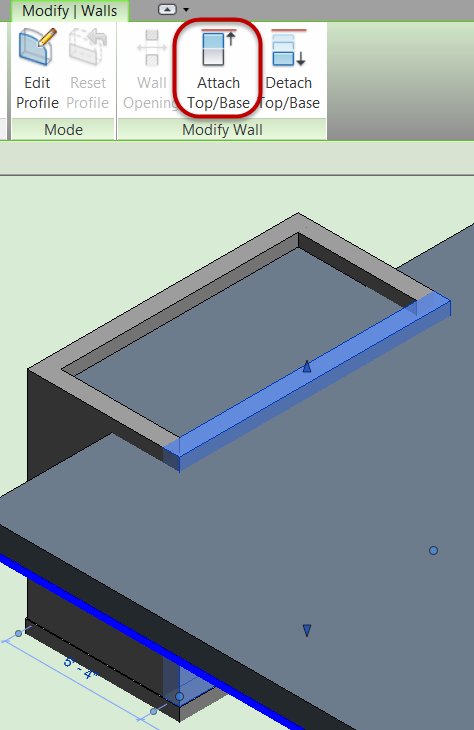 Modify | Walls
Edit Profile
Reset Profile
Wall Opening
Attach Top/Base
Detach Top/Base
Mode
Modify Wall
5' - 4"